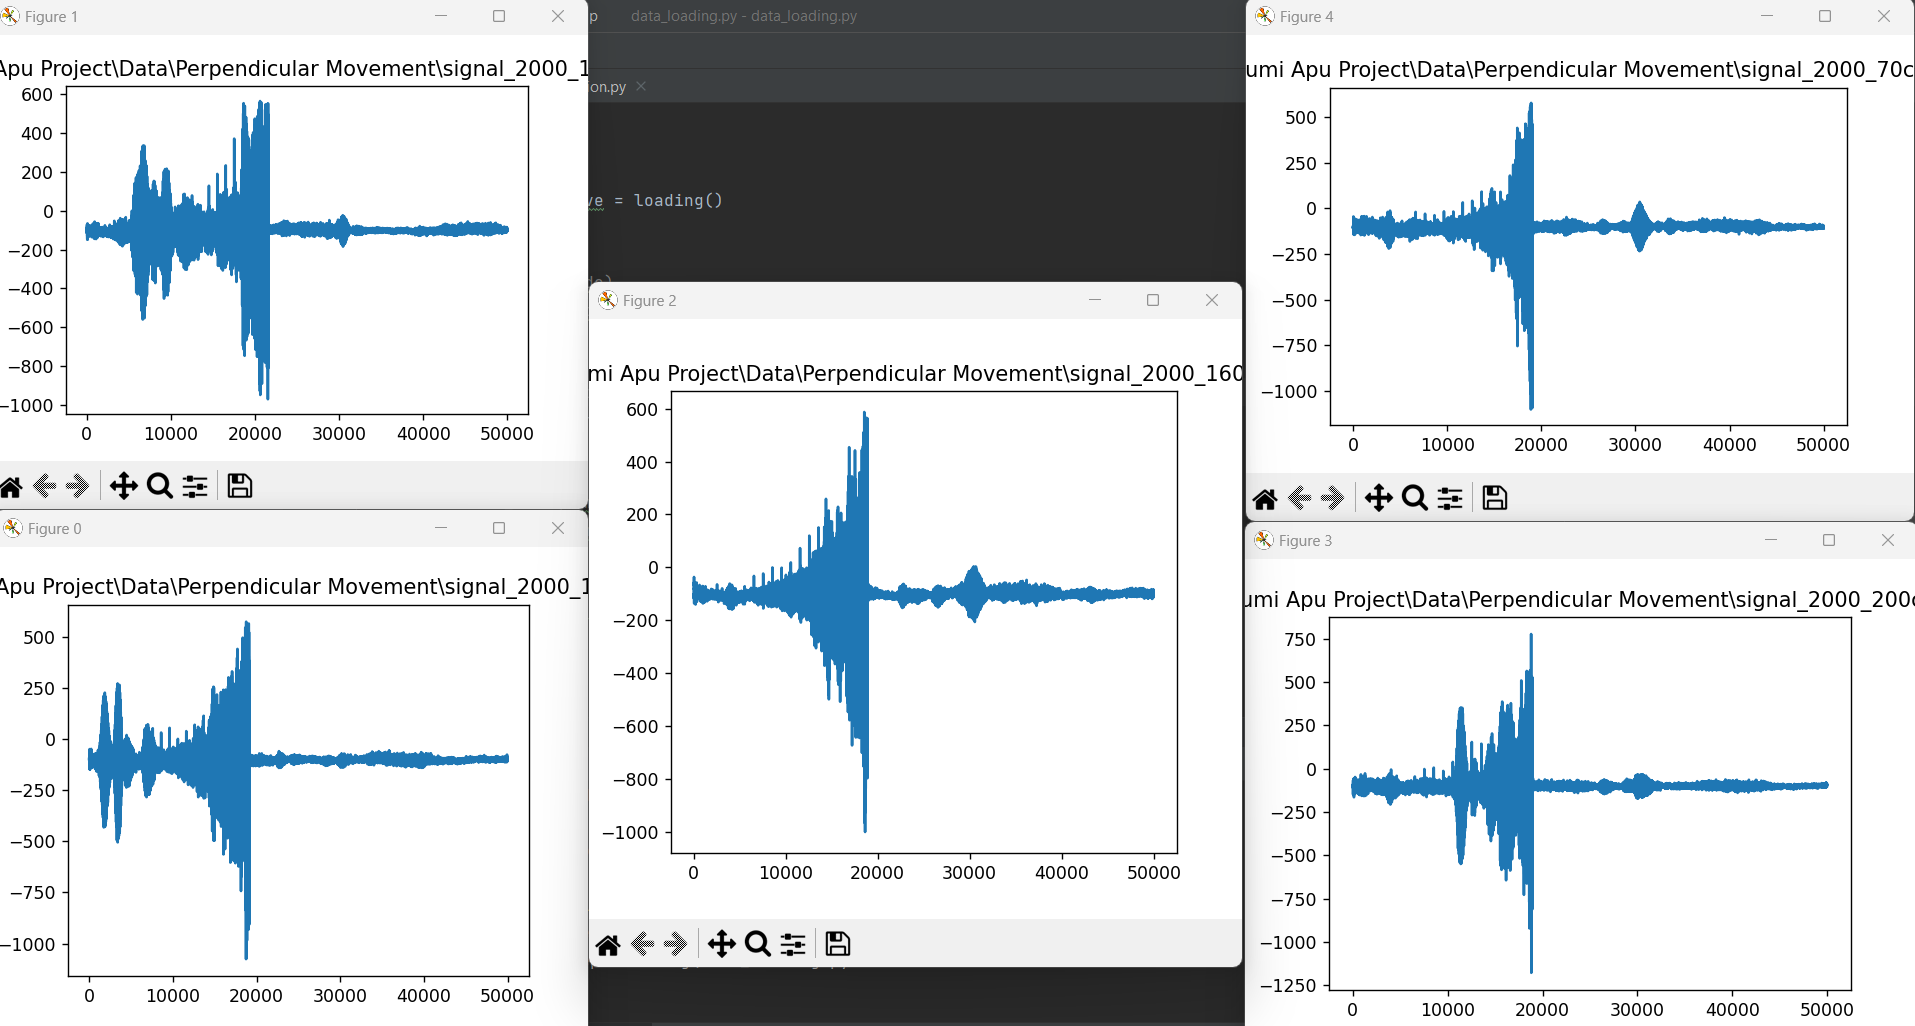 Figure 1
Apu Project\Data\Perpendicular Movement\signal_2000_1
600
400
200
0
−200
−400
−600
−800
−1000
0 10000 20000 30000 40000 50000
Figure 0
Apu Project\Data\Perpendicular Movement\signal_2000_1
500
250
0
−250
−500
−750
−1000
0 10000 20000 30000 40000 50000
p data_loading.py - data_loading.py
ion.py
ve = loading()
Figure 2
mi Apu Project\Data\Perpendicular Movement\signal_2000_160
600
400
200
0
−200
−400
−600
−800
−1000
0 10000 20000 30000 40000 50000
Figure 4
umi Apu Project\Data\Perpendicular Movement\signal_2000_70c
500
250
0
−250
−500
−750
−1000
0 10000 20000 30000 40000 50000
Figure 3
umi Apu Project\Data\Perpendicular Movement\signal_2000_200c
750
500
250
0
−250
−500
−750
−1000
−1250
0 10000 20000 30000 40000 50000